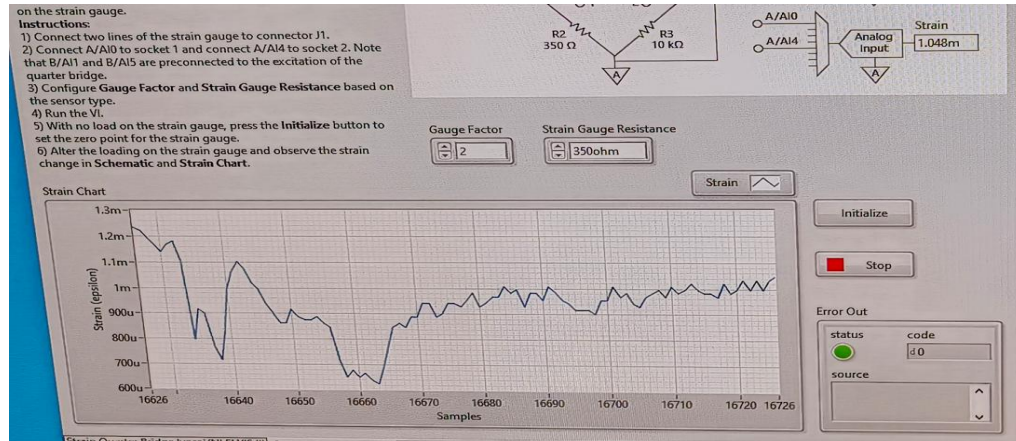 on the strain gauge.
Instructions:
1) Connect two lines of the strain gauge to connector J1.
2) Connect A/AI0 to socket 1 and connect A/AI4 to socket 2. Note
that B/AI1 and B/AI5 are preconnected to the excitation of the
quarter bridge.
3) Configure Gauge Factor and Strain Gauge Resistance based on
the sensor type.
4) Run the VI.
5) With no load on the strain gauge, press the Initialize button to
set the zero point for the strain gauge.
6) Alter the loading on the strain gauge and observe the strain
change in Schematic and Strain Chart.
R2
350 Ω
R3
10 kΩ
A/AI0
A/AI4
Analog
Input
Strain
1.048m
A
A
Gauge Factor
2
Strain Gauge Resistance
350ohm
Strain Chart
Strain
1.3m
1.2m
1.1m
1m
900u
800u
700u
600u
Strain (epsilon)
16626 16640 16650 16660 16670 16680 16690 16700 16710 16720 16726
Samples
Initialize
Stop
Error Out
status code
d 0
source